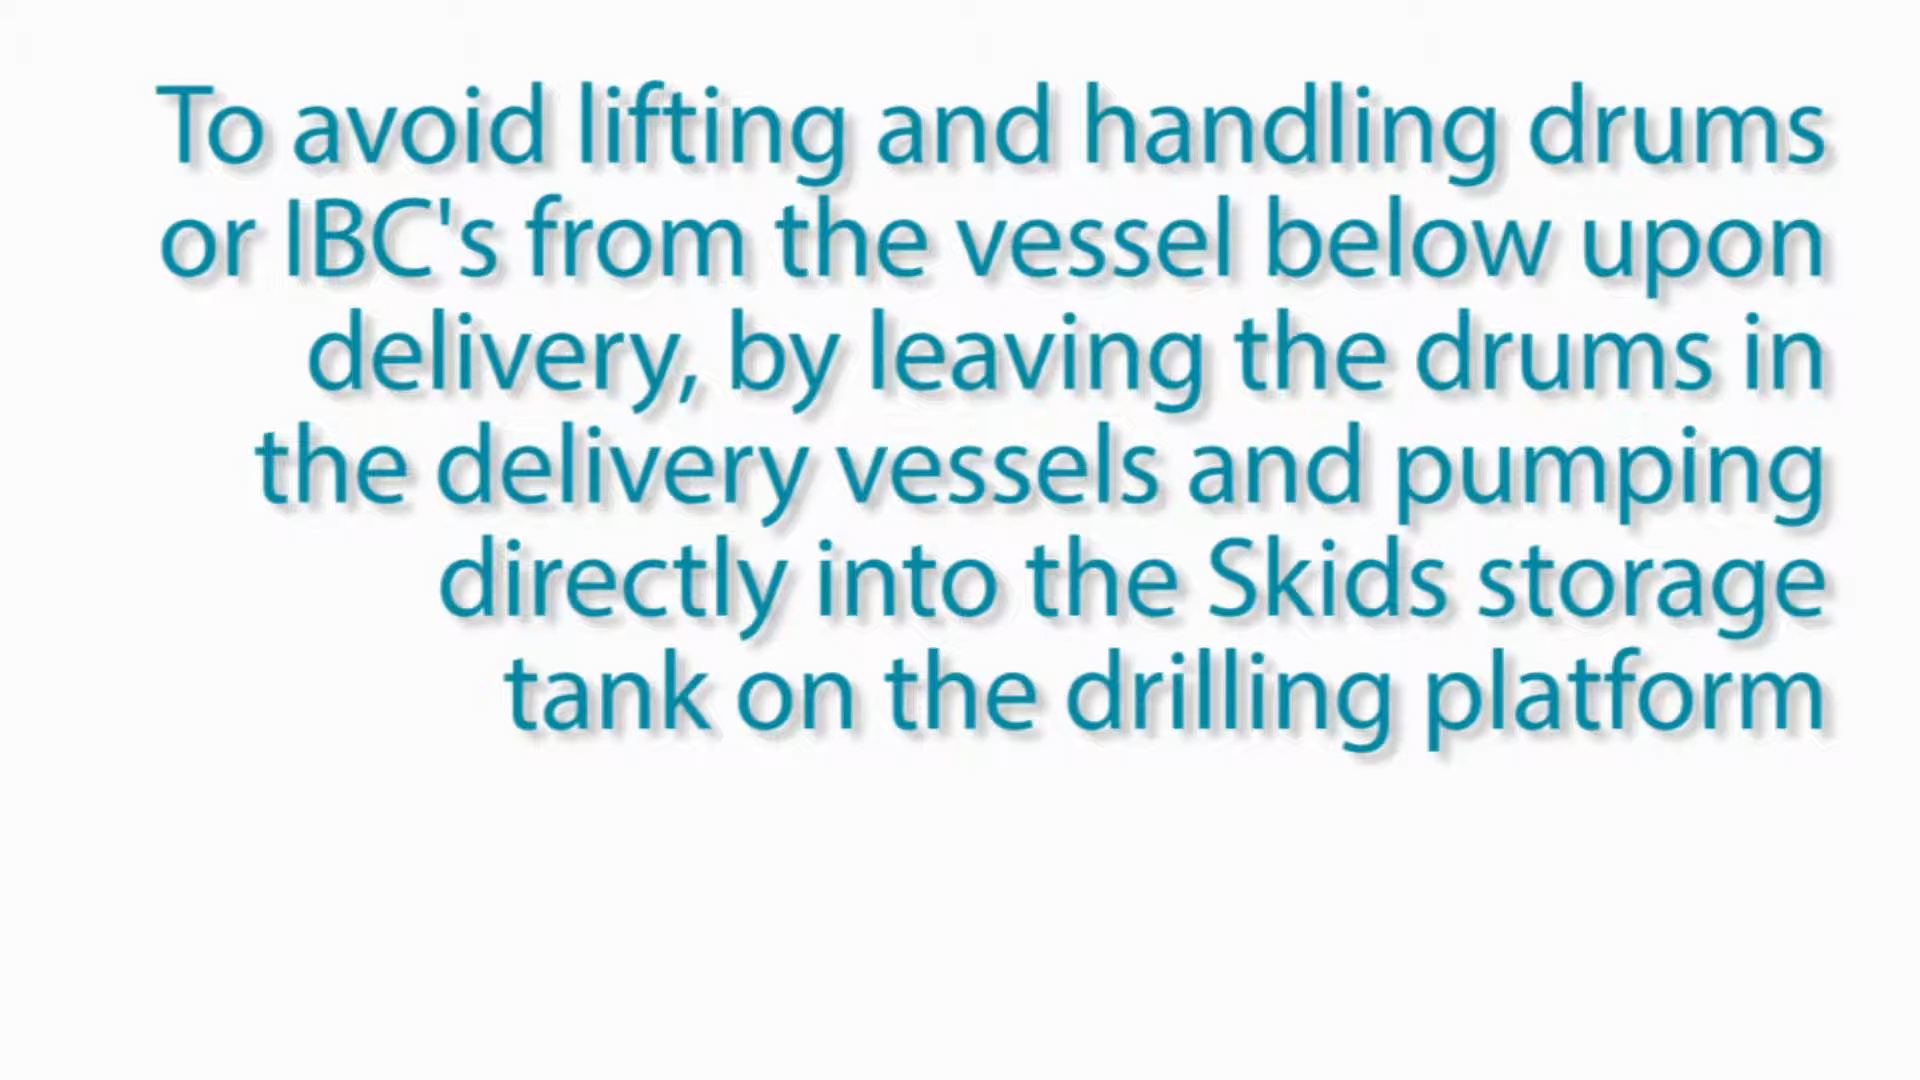 To avoid lifting and handling drums
or IBC's from the vessel below upon
delivery, by leaving the drums in
the delivery vessels and pumping
directly into the Skids storage
tank on the drilling platform